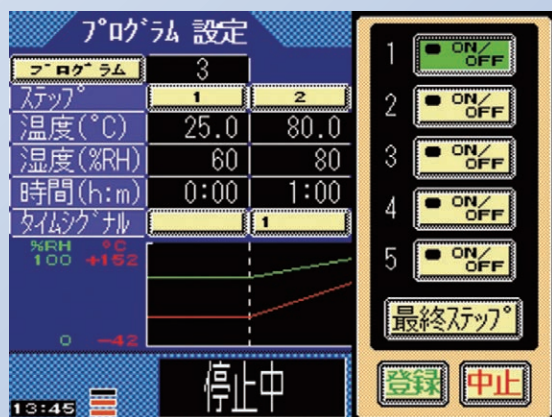 プログラム 設定
プログラム 3
ステップ 1 2
温度(°C) 25.0 80.0
湿度(%RH) 60 80
時間(h:m) 0:00 1:00
タイムシグナル 1
%RH °C
100 +152
0 -42
13:45 停止中
1 ON/OFF
2 ON/OFF
3 ON/OFF
4 ON/OFF
5 ON/OFF
最終ステップ
登録 中止